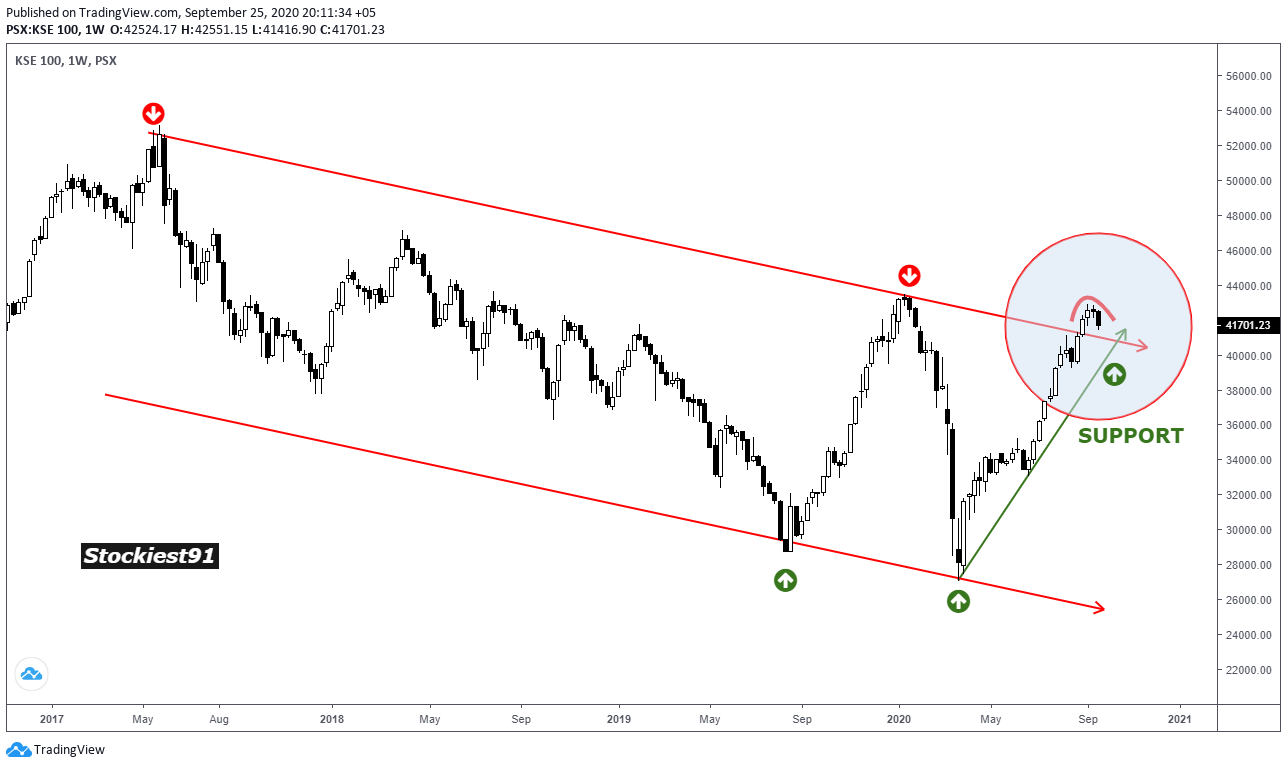 Published on TradingView.com, September 25, 2020 20:11:34 +05
PSX:KSE 100, 1W O:42524.17 H:42551.15 L:41416.90 C:41701.23
KSE 100, 1W, PSX
56000.00
54000.00
52000.00
50000.00
48000.00
46000.00
44000.00
41701.23
40000.00
38000.00
36000.00
SUPPORT
34000.00
32000.00
30000.00
Stockiest91
28000.00
26000.00
24000.00
22000.00
2017 May Aug 2018 May Sep 2019 May Sep 2020 May Sep 2021
TradingView